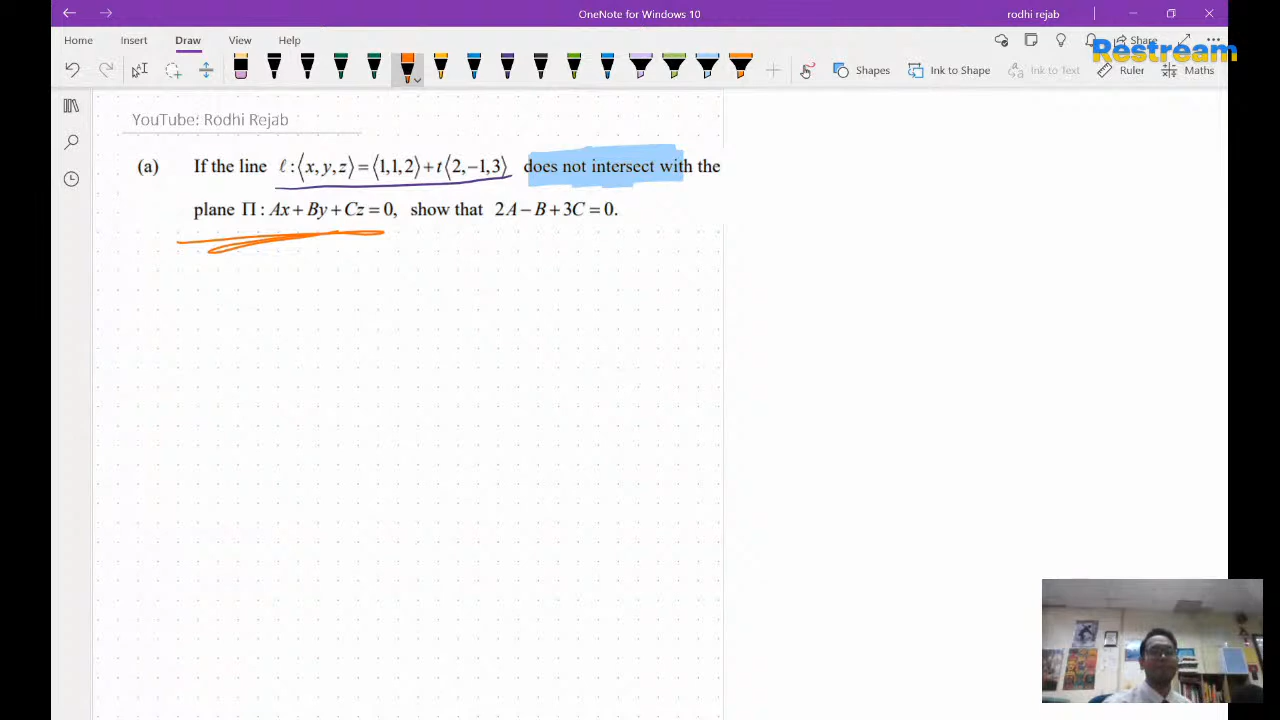 OneNote for Windows 10
rodhi rejab
Home Insert Draw View Help
Share
Restream
Shapes Ink to Shape Ink to Text Ruler Maths
YouTube: Rodhi Rejab
(a) If the line ℓ : ⟨x, y, z⟩ = ⟨1,1,2⟩ + t⟨2,−1,3⟩ does not intersect with the
plane Π : Ax + By + Cz = 0, show that 2A − B + 3C = 0.